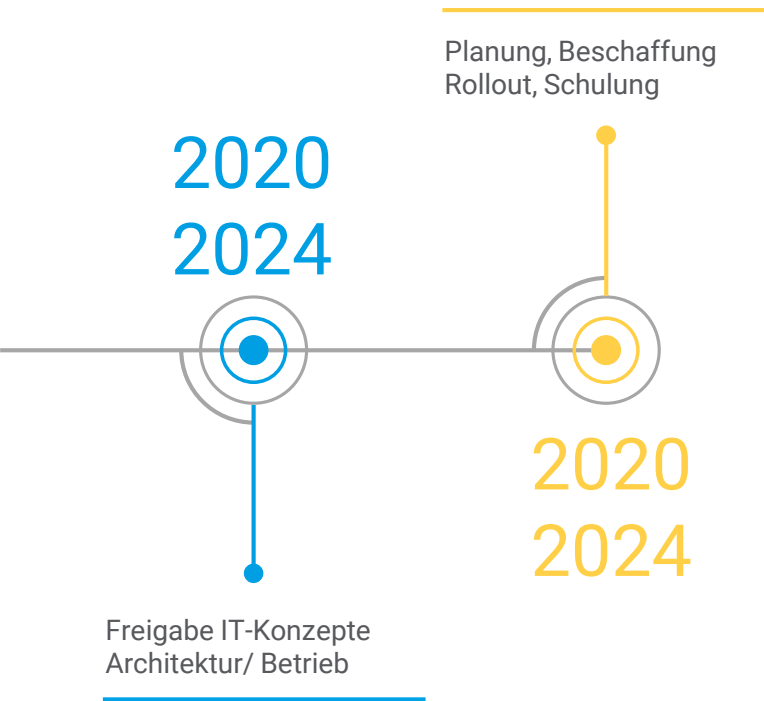 Planung, Beschaffung
Rollout, Schulung
2020
2024
2020
2024
Freigabe IT-Konzepte
Architektur/ Betrieb